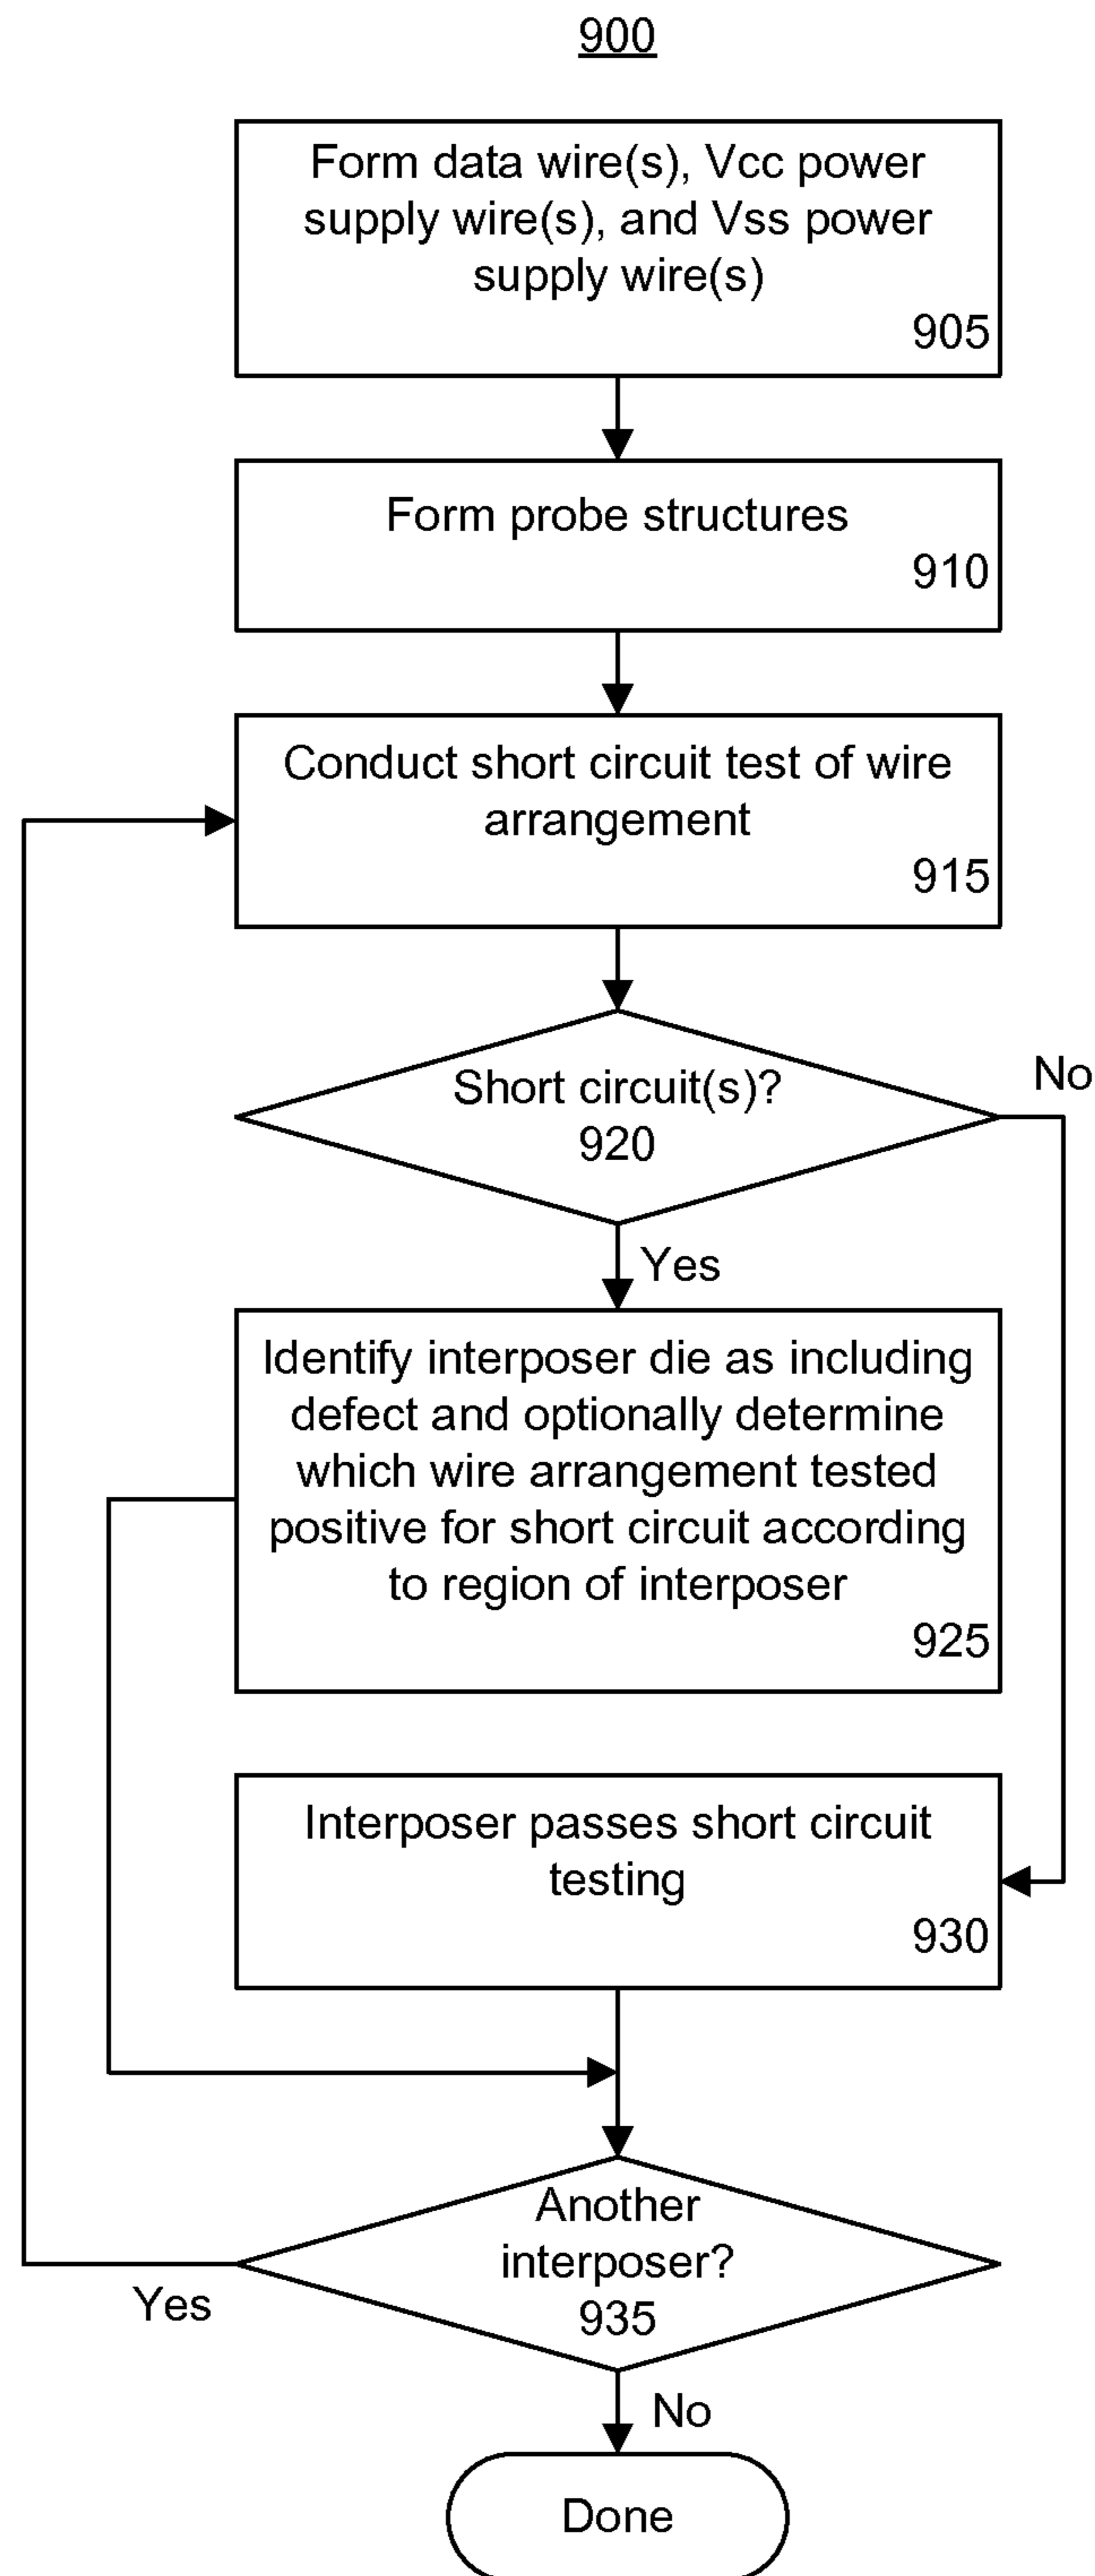 900
Form data wire(s), Vcc power
supply wire(s), and Vss power
supply wire(s)
905
Form probe structures
910
Conduct short circuit test of wire
arrangement
915
Short circuit(s)?
920
No
Yes
Identify interposer die as including
defect and optionally determine
which wire arrangement tested
positive for short circuit according
to region of interposer
925
Interposer passes short circuit
testing
930
Another
interposer?
935
Yes
No
Done